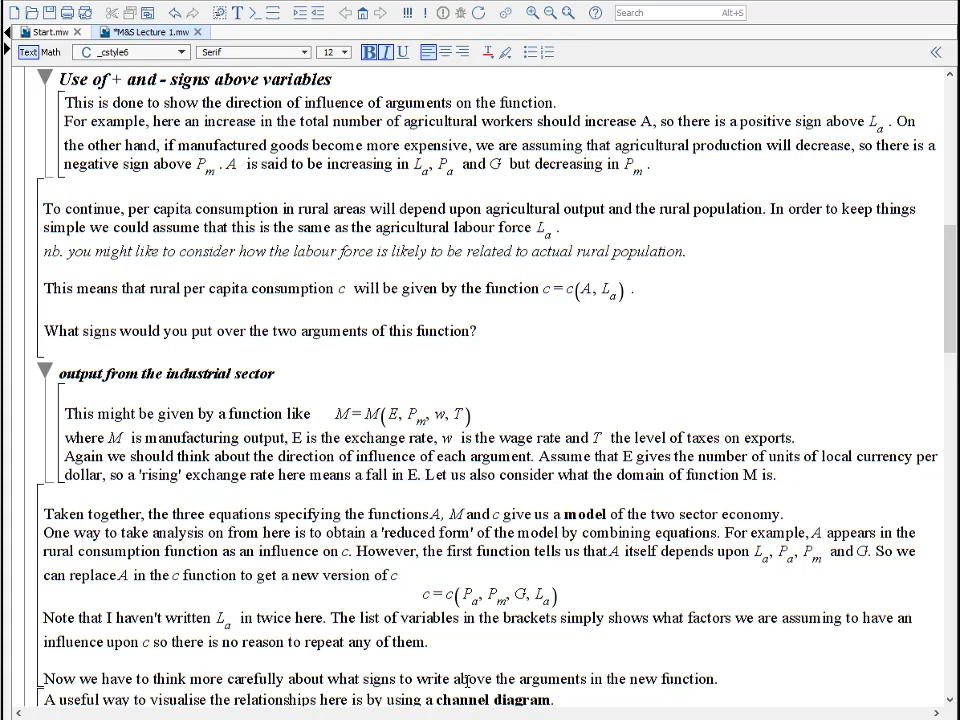 Search Alt+S
Start.mw *M&S Lecture 1.mw
Text Math C _cstyle6 Serif 12 B I U T
Use of + and - signs above variables
This is done to show the direction of influence of arguments on the function.
For example, here an increase in the total number of agricultural workers should increase A, so there is a positive sign above L_a . On
the other hand, if manufactured goods become more expensive, we are assuming that agricultural production will decrease, so there is a
negative sign above P_m . A is said to be increasing in L_a, P_a and G but decreasing in P_m .
To continue, per capita consumption in rural areas will depend upon agricultural output and the rural population. In order to keep things
simple we could assume that this is the same as the agricultural labour force L_a .
nb. you might like to consider how the labour force is likely to be related to actual rural population.
This means that rural per capita consumption c will be given by the function c = c(A, L_a) .
What signs would you put over the two arguments of this function?
output from the industrial sector
This might be given by a function like M = M(E, P_m, w, T)
where M is manufacturing output, E is the exchange rate, w is the wage rate and T the level of taxes on exports.
Again we should think about the direction of influence of each argument. Assume that E gives the number of units of local currency per
dollar, so a 'rising' exchange rate here means a fall in E. Let us also consider what the domain of function M is.
Taken together, the three equations specifying the functions A, M and c give us a model of the two sector economy.
One way to take analysis on from here is to obtain a 'reduced form' of the model by combining equations. For example, A appears in the
rural consumption function as an influence on c. However, the first function tells us that A itself depends upon L_a, P_a, P_m and G. So we
can replace A in the c function to get a new version of c
c = c(P_a, P_m, G, L_a)
Note that I haven't written L_a in twice here. The list of variables in the brackets simply shows what factors we are assuming to have an
influence upon c so there is no reason to repeat any of them.
Now we have to think more carefully about what signs to write above the arguments in the new function.
A useful way to visualise the relationships here is by using a channel diagram.